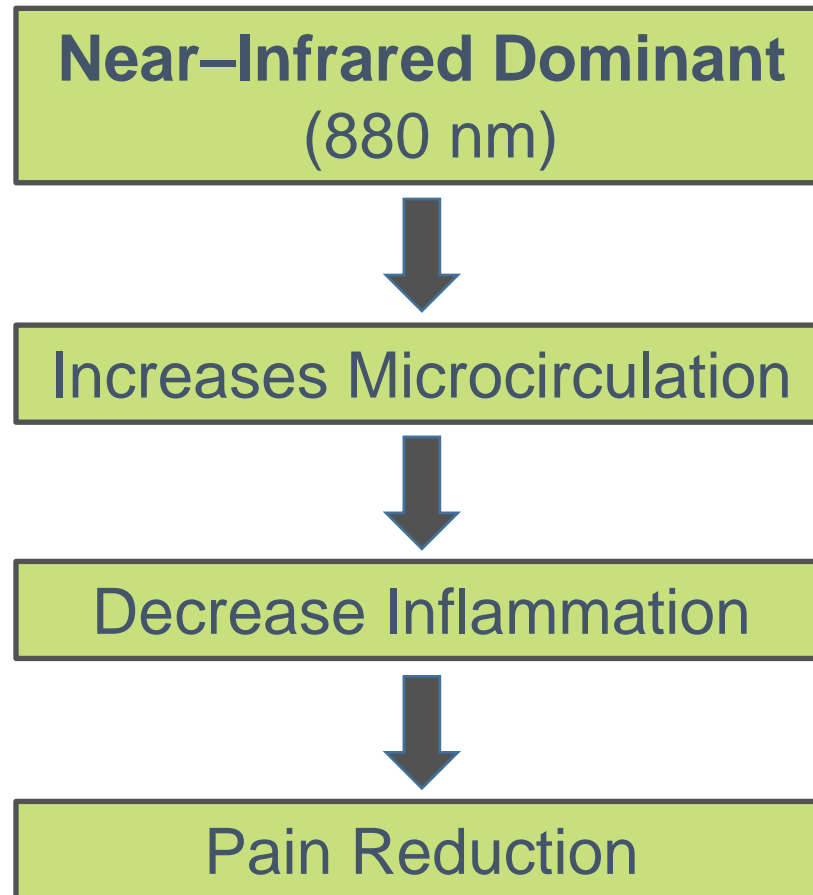 Near–Infrared Dominant
(880 nm)
Increases Microcirculation
Decrease Inflammation
Pain Reduction